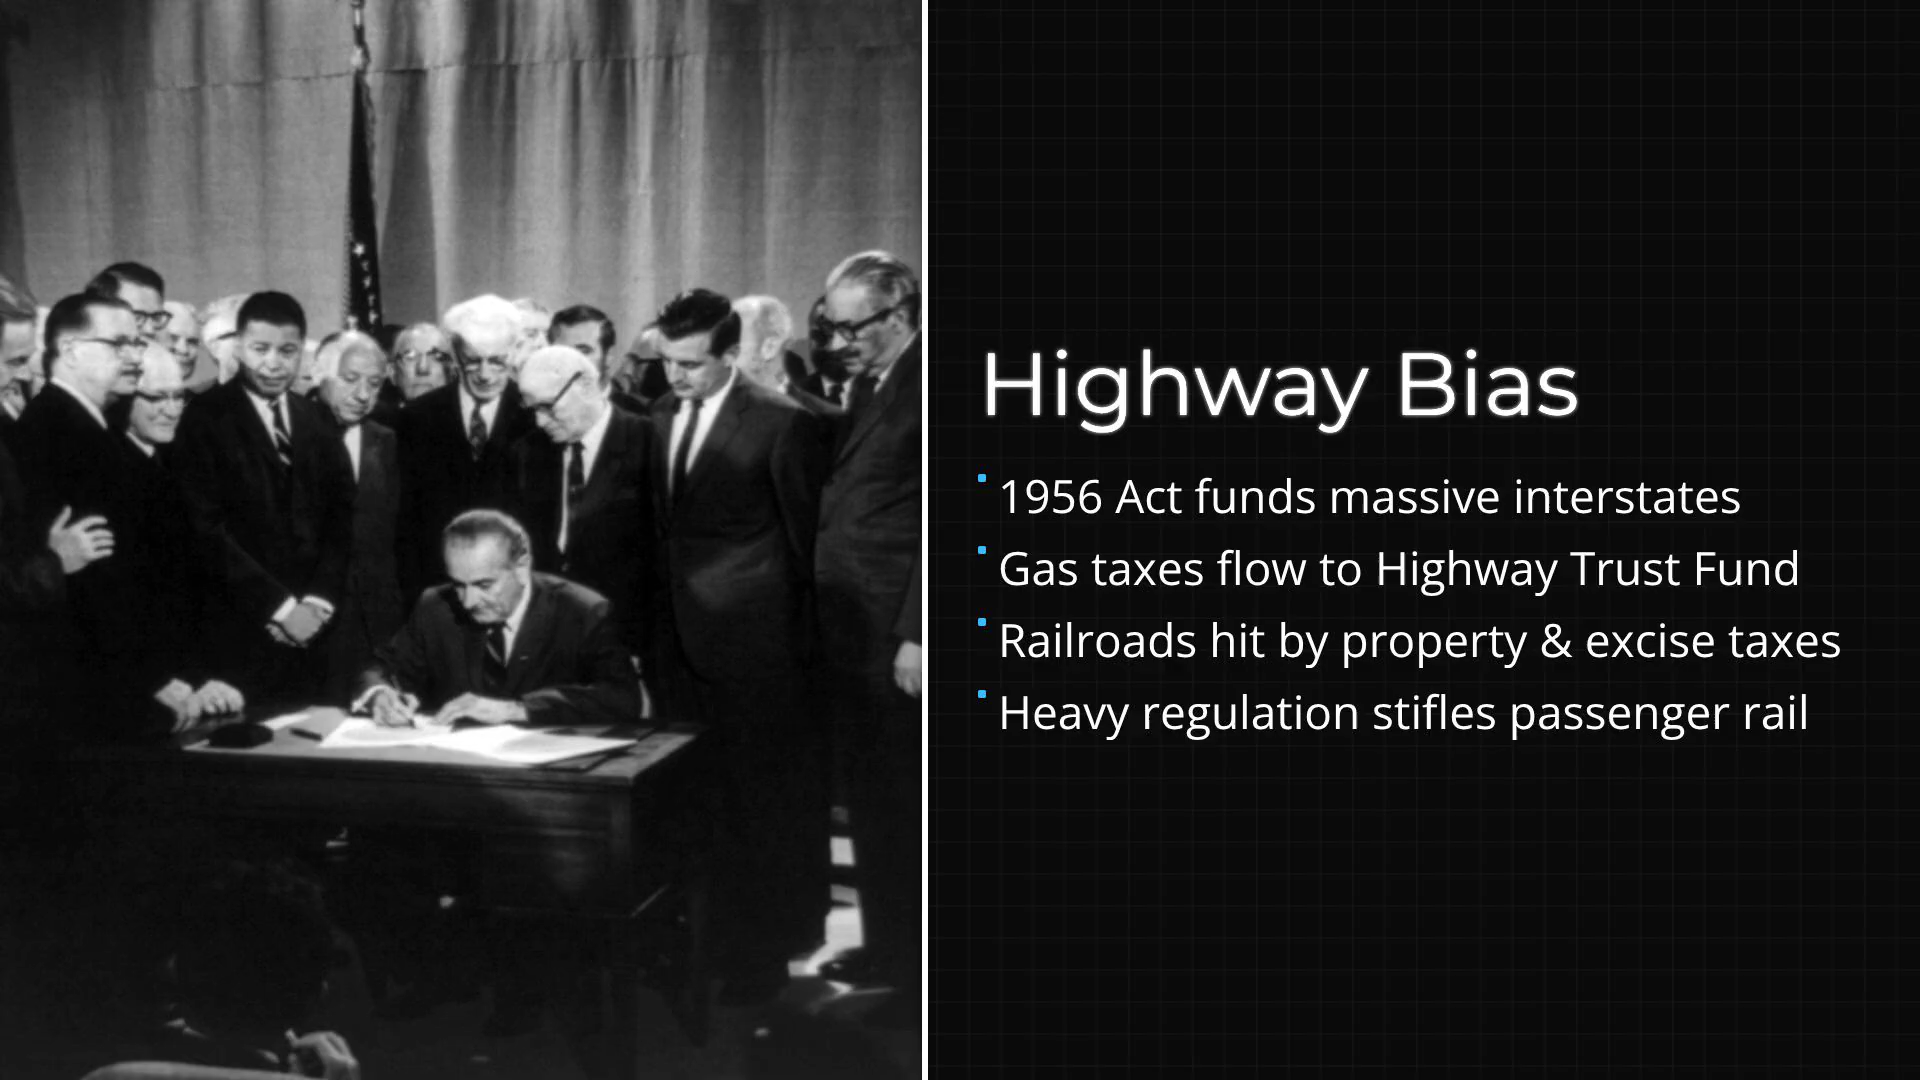 Highway Bias
1956 Act funds massive interstates
Gas taxes flow to Highway Trust Fund
Railroads hit by property & excise taxes
Heavy regulation stifles passenger rail